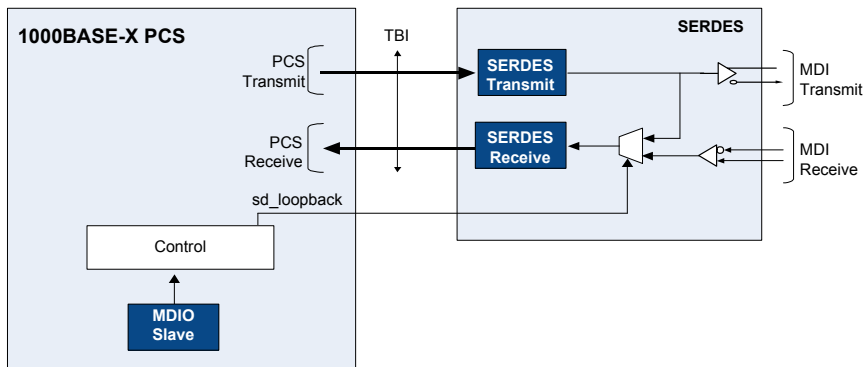 1000BASE-X PCS
SERDES
TBI
PCS
Transmit
SERDES
Transmit
MDI
Transmit
PCS
Receive
SERDES
Receive
MDI
Receive
sd_loopback
Control
MDIO
Slave